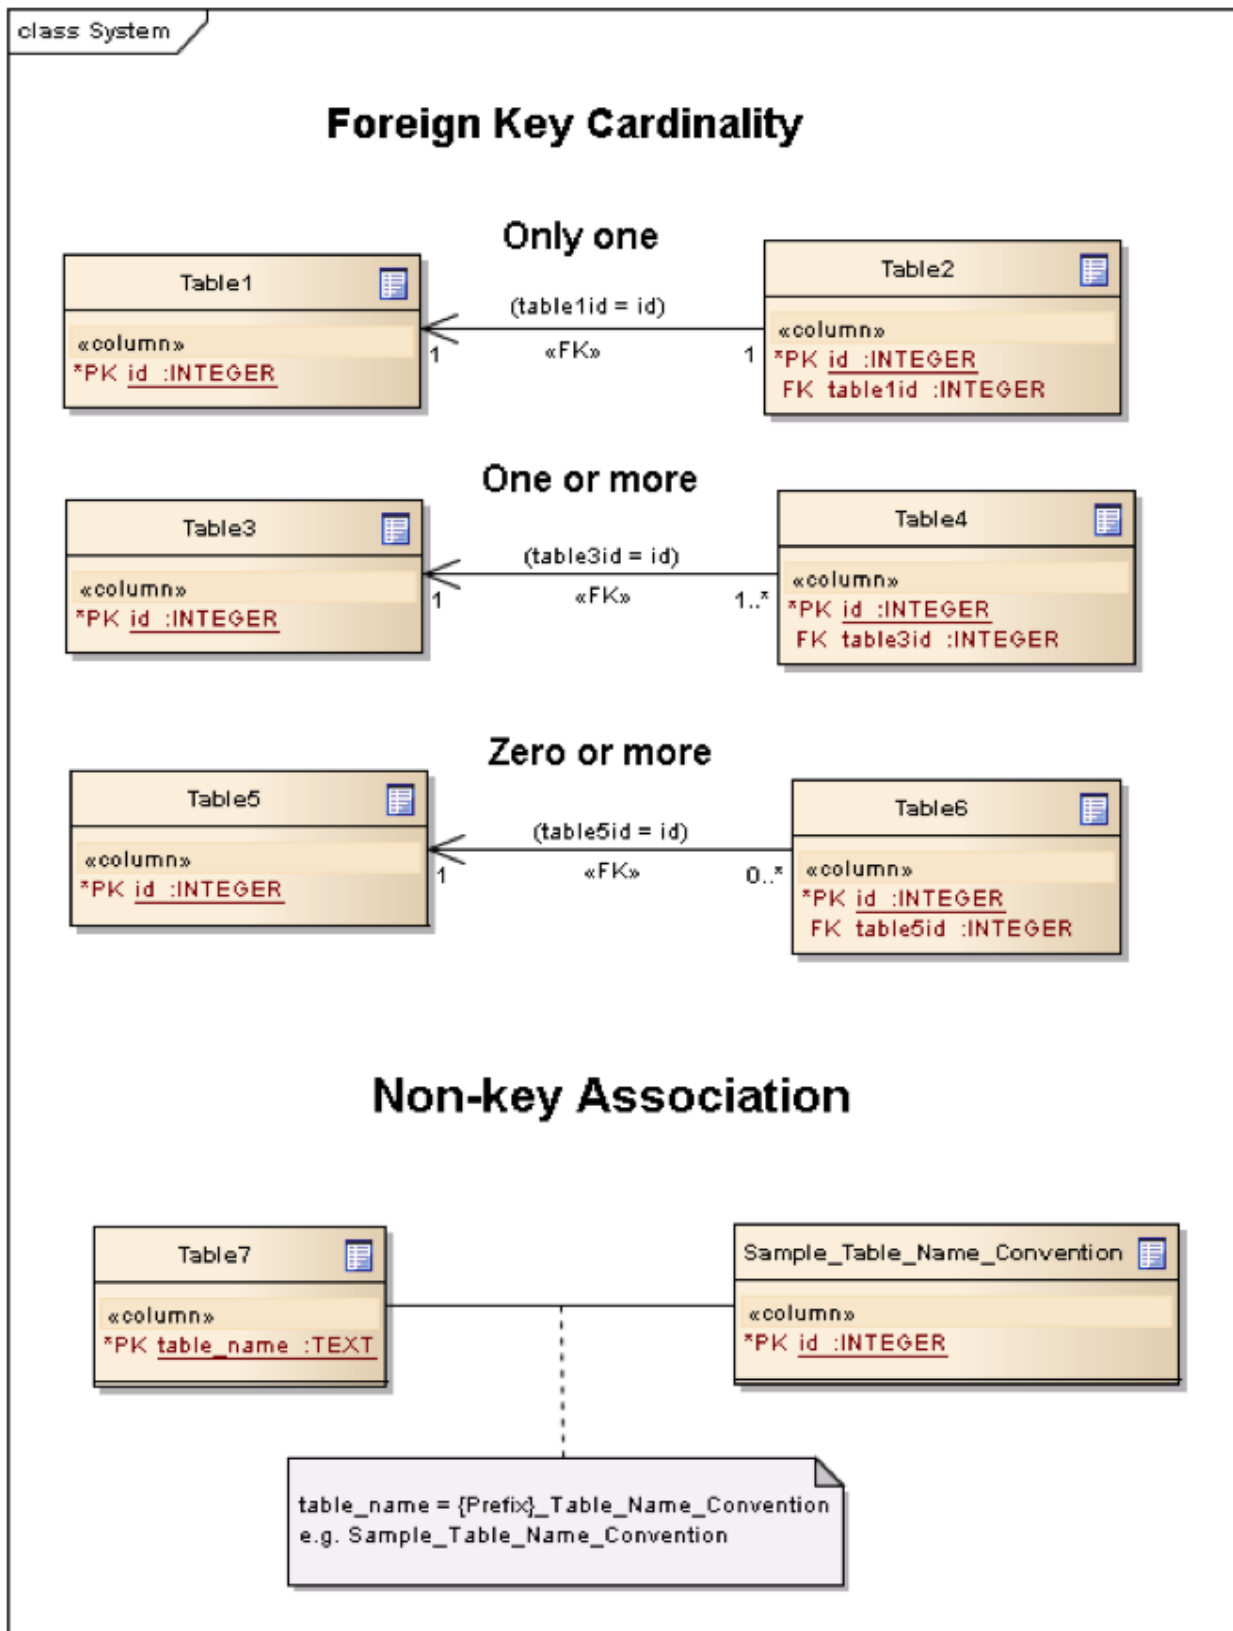 class System
Foreign Key Cardinality
Only one
Table1
«column»
*PK id :INTEGER
(table1id = id)
1 «FK» 1
Table2
«column»
*PK id :INTEGER
FK table1id :INTEGER
One or more
Table3
«column»
*PK id :INTEGER
(table3id = id)
1 «FK» 1..*
Table4
«column»
*PK id :INTEGER
FK table3id :INTEGER
Zero or more
Table5
«column»
*PK id :INTEGER
(table5id = id)
1 «FK» 0..*
Table6
«column»
*PK id :INTEGER
FK table5id :INTEGER
Non-key Association
Table7
«column»
*PK table_name :TEXT
Sample_Table_Name_Convention
«column»
*PK id :INTEGER
table_name = {Prefix}_Table_Name_Convention
e.g. Sample_Table_Name_Convention